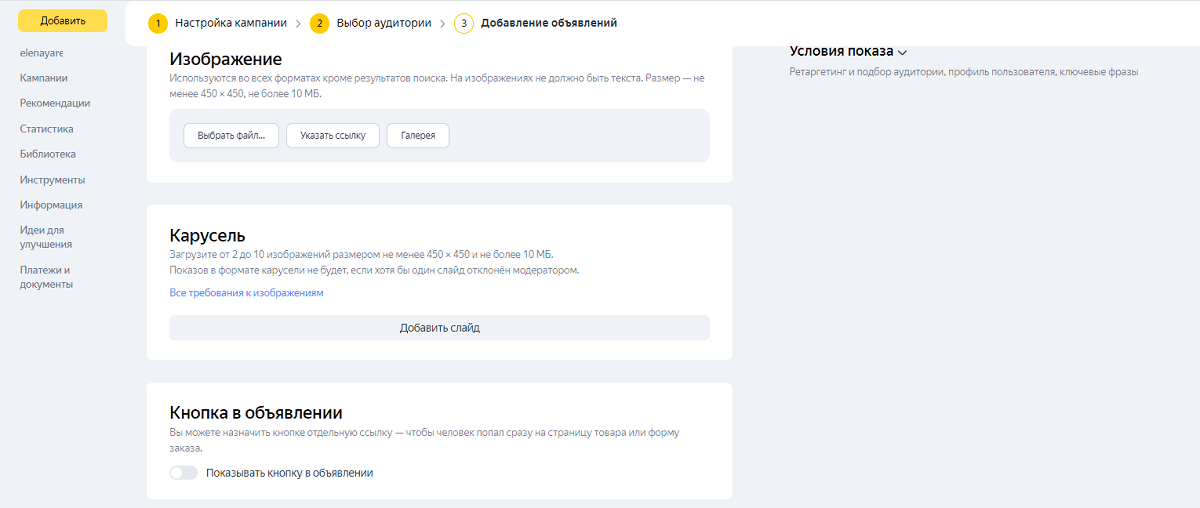 Добавить
1 Настройка кампании > 2 Выбор аудитории > 3 Добавление объявлений
elenayare
Кампании
Рекомендации
Статистика
Библиотека
Инструменты
Информация
Идеи для
улучшения
Платежи и
документы
Изображение
Используются во всех форматах кроме результатов поиска. На изображениях не должно быть текста. Размер — не
менее 450 × 450, не более 10 МБ.
Выбрать файл... Указать ссылку Галерея
Карусель
Загрузите от 2 до 10 изображений размером не менее 450 × 450 и не более 10 МБ.
Показов в формате карусели не будет, если хотя бы один слайд отклонён модератором.
Все требования к изображениям
Добавить слайд
Кнопка в объявлении
Вы можете назначить кнопке отдельную ссылку — чтобы человек попал сразу на страницу товара или форму
заказа.
Показывать кнопку в объявлении
Условия показа
Ретаргетинг и подбор аудитории, профиль пользователя, ключевые фразы